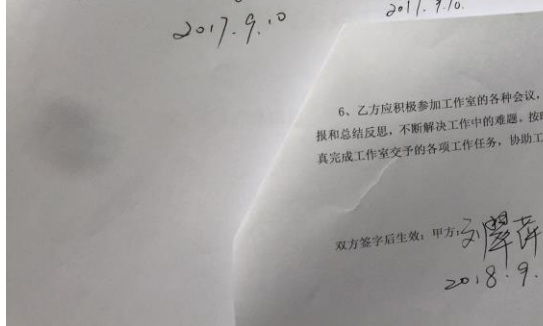 2017.9.10
2017.9.10.
6、乙方应积极参加工作室的各种会议，
报和总结反思，不断解决工作中的难题。按时
真完成工作室交予的各项工作任务，协助工
双方签字后生效：甲方：刘
2018.9.